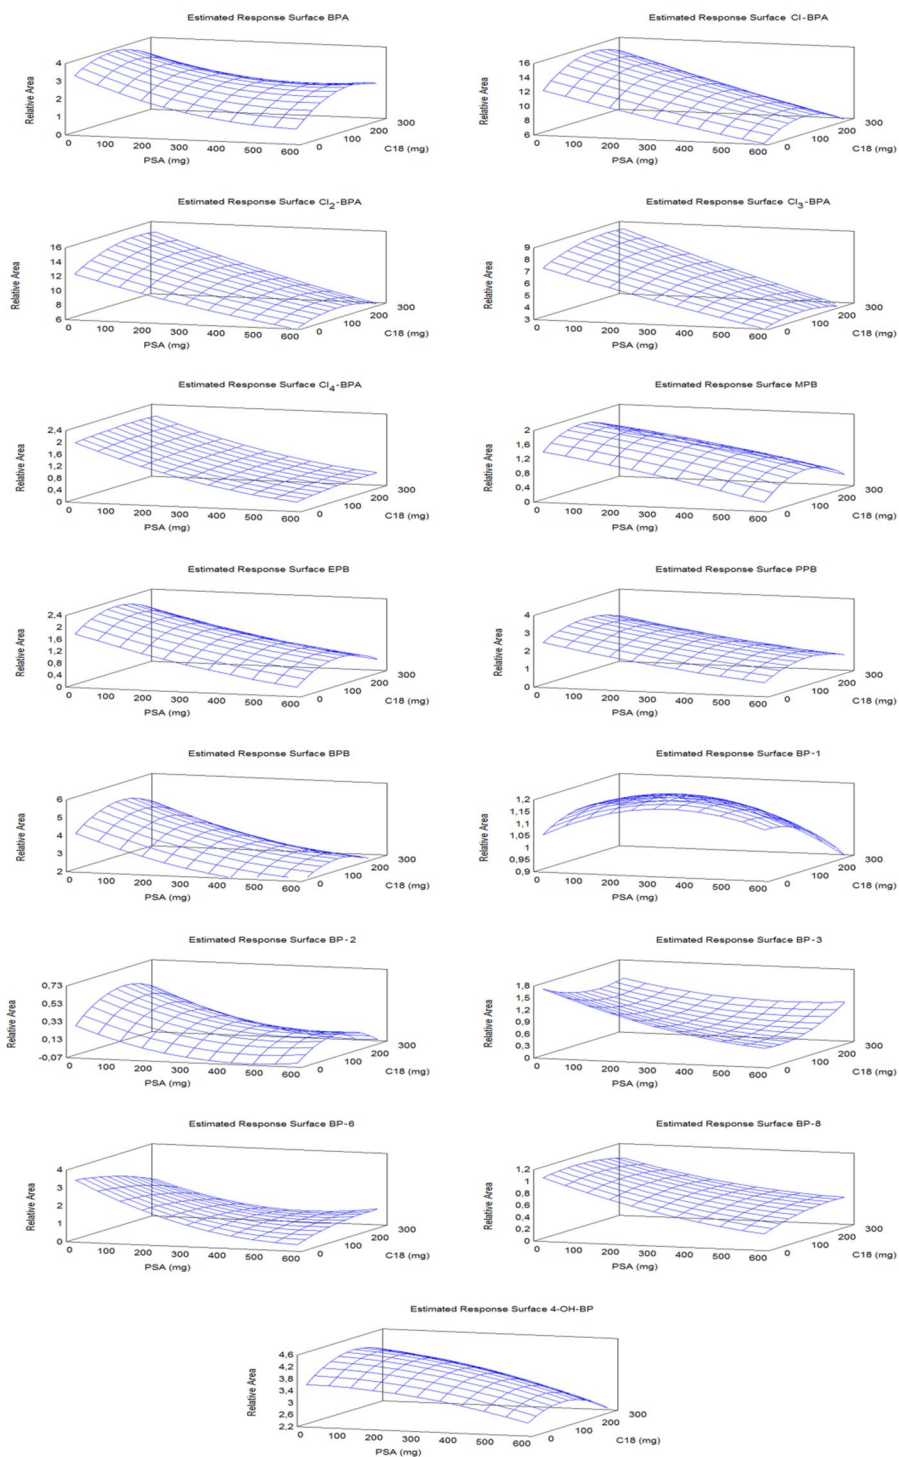 Estimated Response Surface BPA
4
3
2
1
0
Relative Area
0 100 200 300 400 500 600
PSA (mg)
0 100 200 300
C18 (mg)
Estimated Response Surface Cl-BPA
16
14
12
10
8
6
Relative Area
0 100 200 300 400 500 600
PSA (mg)
0 100 200 300
C18 (mg)
Estimated Response Surface Cl2-BPA
16
14
12
10
8
6
Relative Area
0 100 200 300 400 500 600
PSA (mg)
0 100 200 300
C18 (mg)
Estimated Response Surface Cl3-BPA
9
8
7
6
5
4
3
Relative Area
0 100 200 300 400 500 600
PSA (mg)
0 100 200 300
C18 (mg)
Estimated Response Surface Cl4-BPA
2,4
2
1,6
1,2
0,8
0,4
0
Relative Area
0 100 200 300 400 500 600
PSA (mg)
0 100 200 300
C18 (mg)
Estimated Response Surface MPB
2
1,6
1,2
0,8
0,4
0
Relative Area
0 100 200 300 400 500 600
PSA (mg)
0 100 200 300
C18 (mg)
Estimated Response Surface EPB
2,4
2
1,6
1,2
0,8
0,4
0
Relative Area
0 100 200 300 400 500 600
PSA (mg)
0 100 200 300
C18 (mg)
Estimated Response Surface PPB
4
3
2
1
0
Relative Area
0 100 200 300 400 500 600
PSA (mg)
0 100 200 300
C18 (mg)
Estimated Response Surface BPB
6
5
4
3
2
Relative Area
0 100 200 300 400 500 600
PSA (mg)
0 100 200 300
C18 (mg)
Estimated Response Surface BP-1
1,2
1,15
1,1
1,05
1
0,95
0,9
Relative Area
0 100 200 300 400 500 600
PSA (mg)
0 100 200 300
C18 (mg)
Estimated Response Surface BP-2
0,73
0,53
0,33
0,13
-0,07
Relative Area
0 100 200 300 400 500 600
PSA (mg)
0 100 200 300
C18 (mg)
Estimated Response Surface BP-3
1,8
1,5
1,2
0,9
0,6
0,3
0
Relative Area
0 100 200 300 400 500 600
PSA (mg)
0 100 200 300
C18 (mg)
Estimated Response Surface BP-6
4
3
2
1
0
Relative Area
0 100 200 300 400 500 600
PSA (mg)
0 100 200 300
C18 (mg)
Estimated Response Surface BP-8
1,2
1
0,8
0,6
0,4
0,2
0
Relative Area
0 100 200 300 400 500 600
PSA (mg)
0 100 200 300
C18 (mg)
Estimated Response Surface 4-OH-BP
4,6
4,2
3,8
3,4
3
2,6
2,2
Relative Area
0 100 200 300 400 500 600
PSA (mg)
0 100 200 300
C18 (mg)